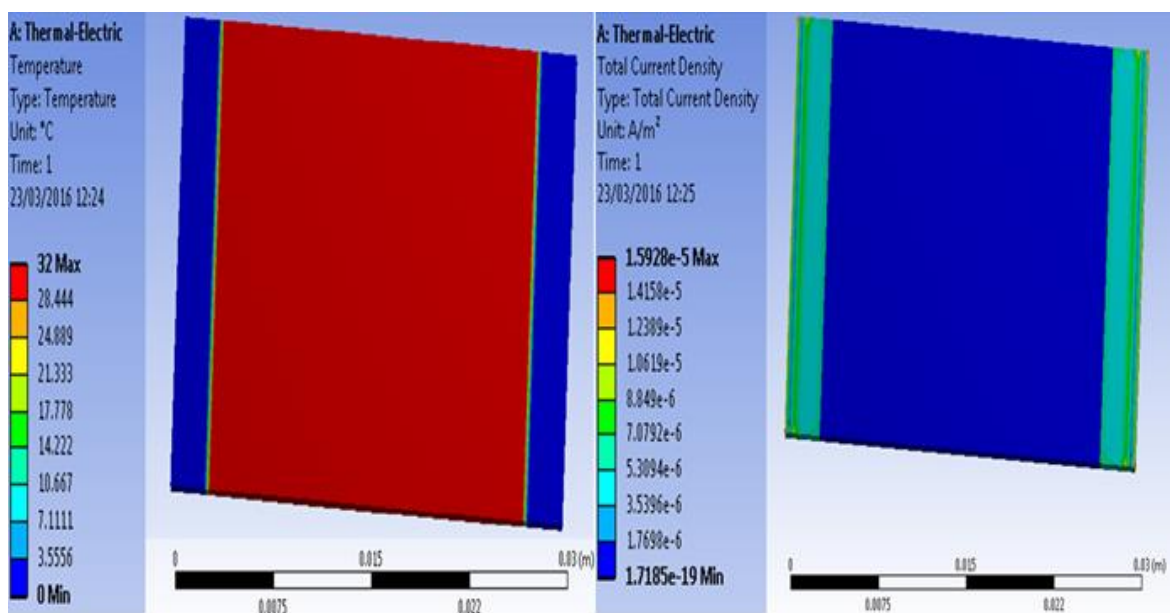 A: Thermal-Electric
Temperature
Type: Temperature
Unit: °C
Time: 1
23/03/2016 12:24
32 Max
28.444
24.889
21.333
17.778
14.222
10.667
7.1111
3.5556
0 Min
0
0.015
0.03 (m)
0.0075
0.022
A: Thermal-Electric
Total Current Density
Type: Total Current Density
Unit: A/m²
Time: 1
23/03/2016 12:25
1.5928e-5 Max
1.4158e-5
1.2389e-5
1.0619e-5
8.849e-6
7.0792e-6
5.3094e-6
3.5396e-6
1.7698e-6
1.7185e-19 Min
0
0.015
0.03 (m)
0.0075
0.022